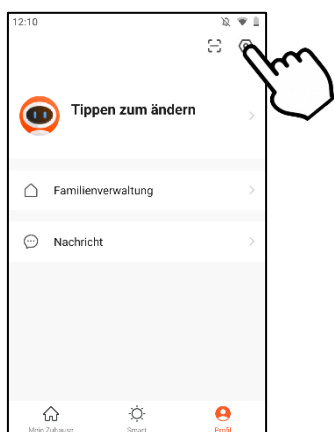 12:10
Tippen zum ändern
Familienverwaltung
Nachricht
Mein Zuhause Smart Profil